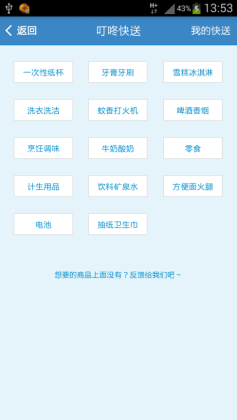 43% 13:53
返回 叮咚快送 我的快送
一次性纸杯 牙膏牙刷 雪糕冰淇淋
洗衣洗洁 蚊香打火机 啤酒香烟
烹饪调味 牛奶酸奶 零食
计生用品 饮料矿泉水 方便面火腿
电池 抽纸卫生巾
想要的商品上面没有？反馈给我们吧~